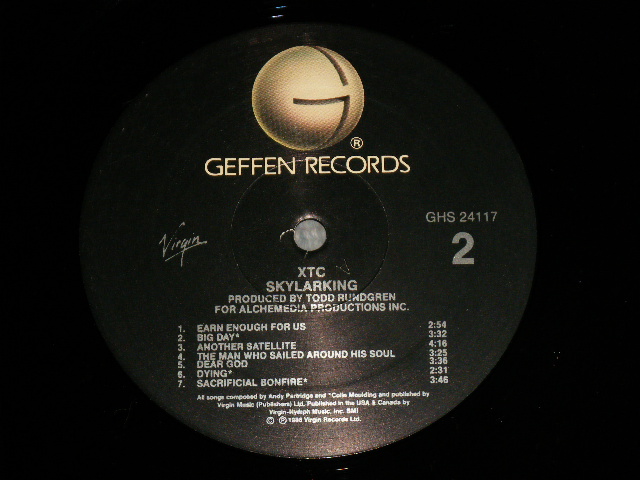 G
®
GEFFEN RECORDS
Virgin
GHS 24117
2
XTC
SKYLARKING
PRODUCED BY TODD RUNDGREN
FOR ALCHEMEDIA PRODUCTIONS INC.
1. EARN ENOUGH FOR US 2:54
2. BIG DAY* 3:32
3. ANOTHER SATELLITE 4:16
4. THE MAN WHO SAILED AROUND HIS SOUL 3:25
5. DEAR GOD 3:36
6. DYING* 2:31
7. SACRIFICIAL BONFIRE* 3:46
All songs composed by Andy Partridge and *Colin Moulding and published by
Virgin Music (Publishers) Ltd. Published in the USA & Canada by
Virgin-Nymph Music, Inc. BMI
© ℗ 1986 Virgin Records Ltd.